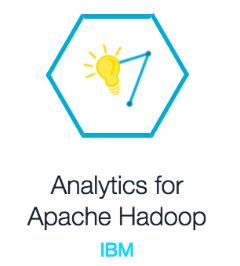 Analytics for
Apache Hadoop
IBM